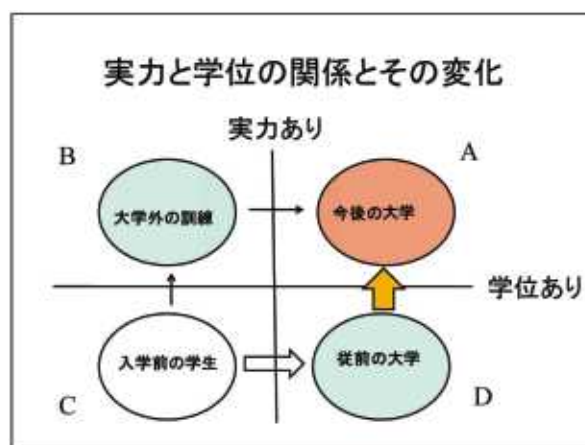 実力と学位の関係とその変化
実力あり
B
A
大学外の訓練
今後の大学
学位あり
入学前の学生
従前の大学
C
D